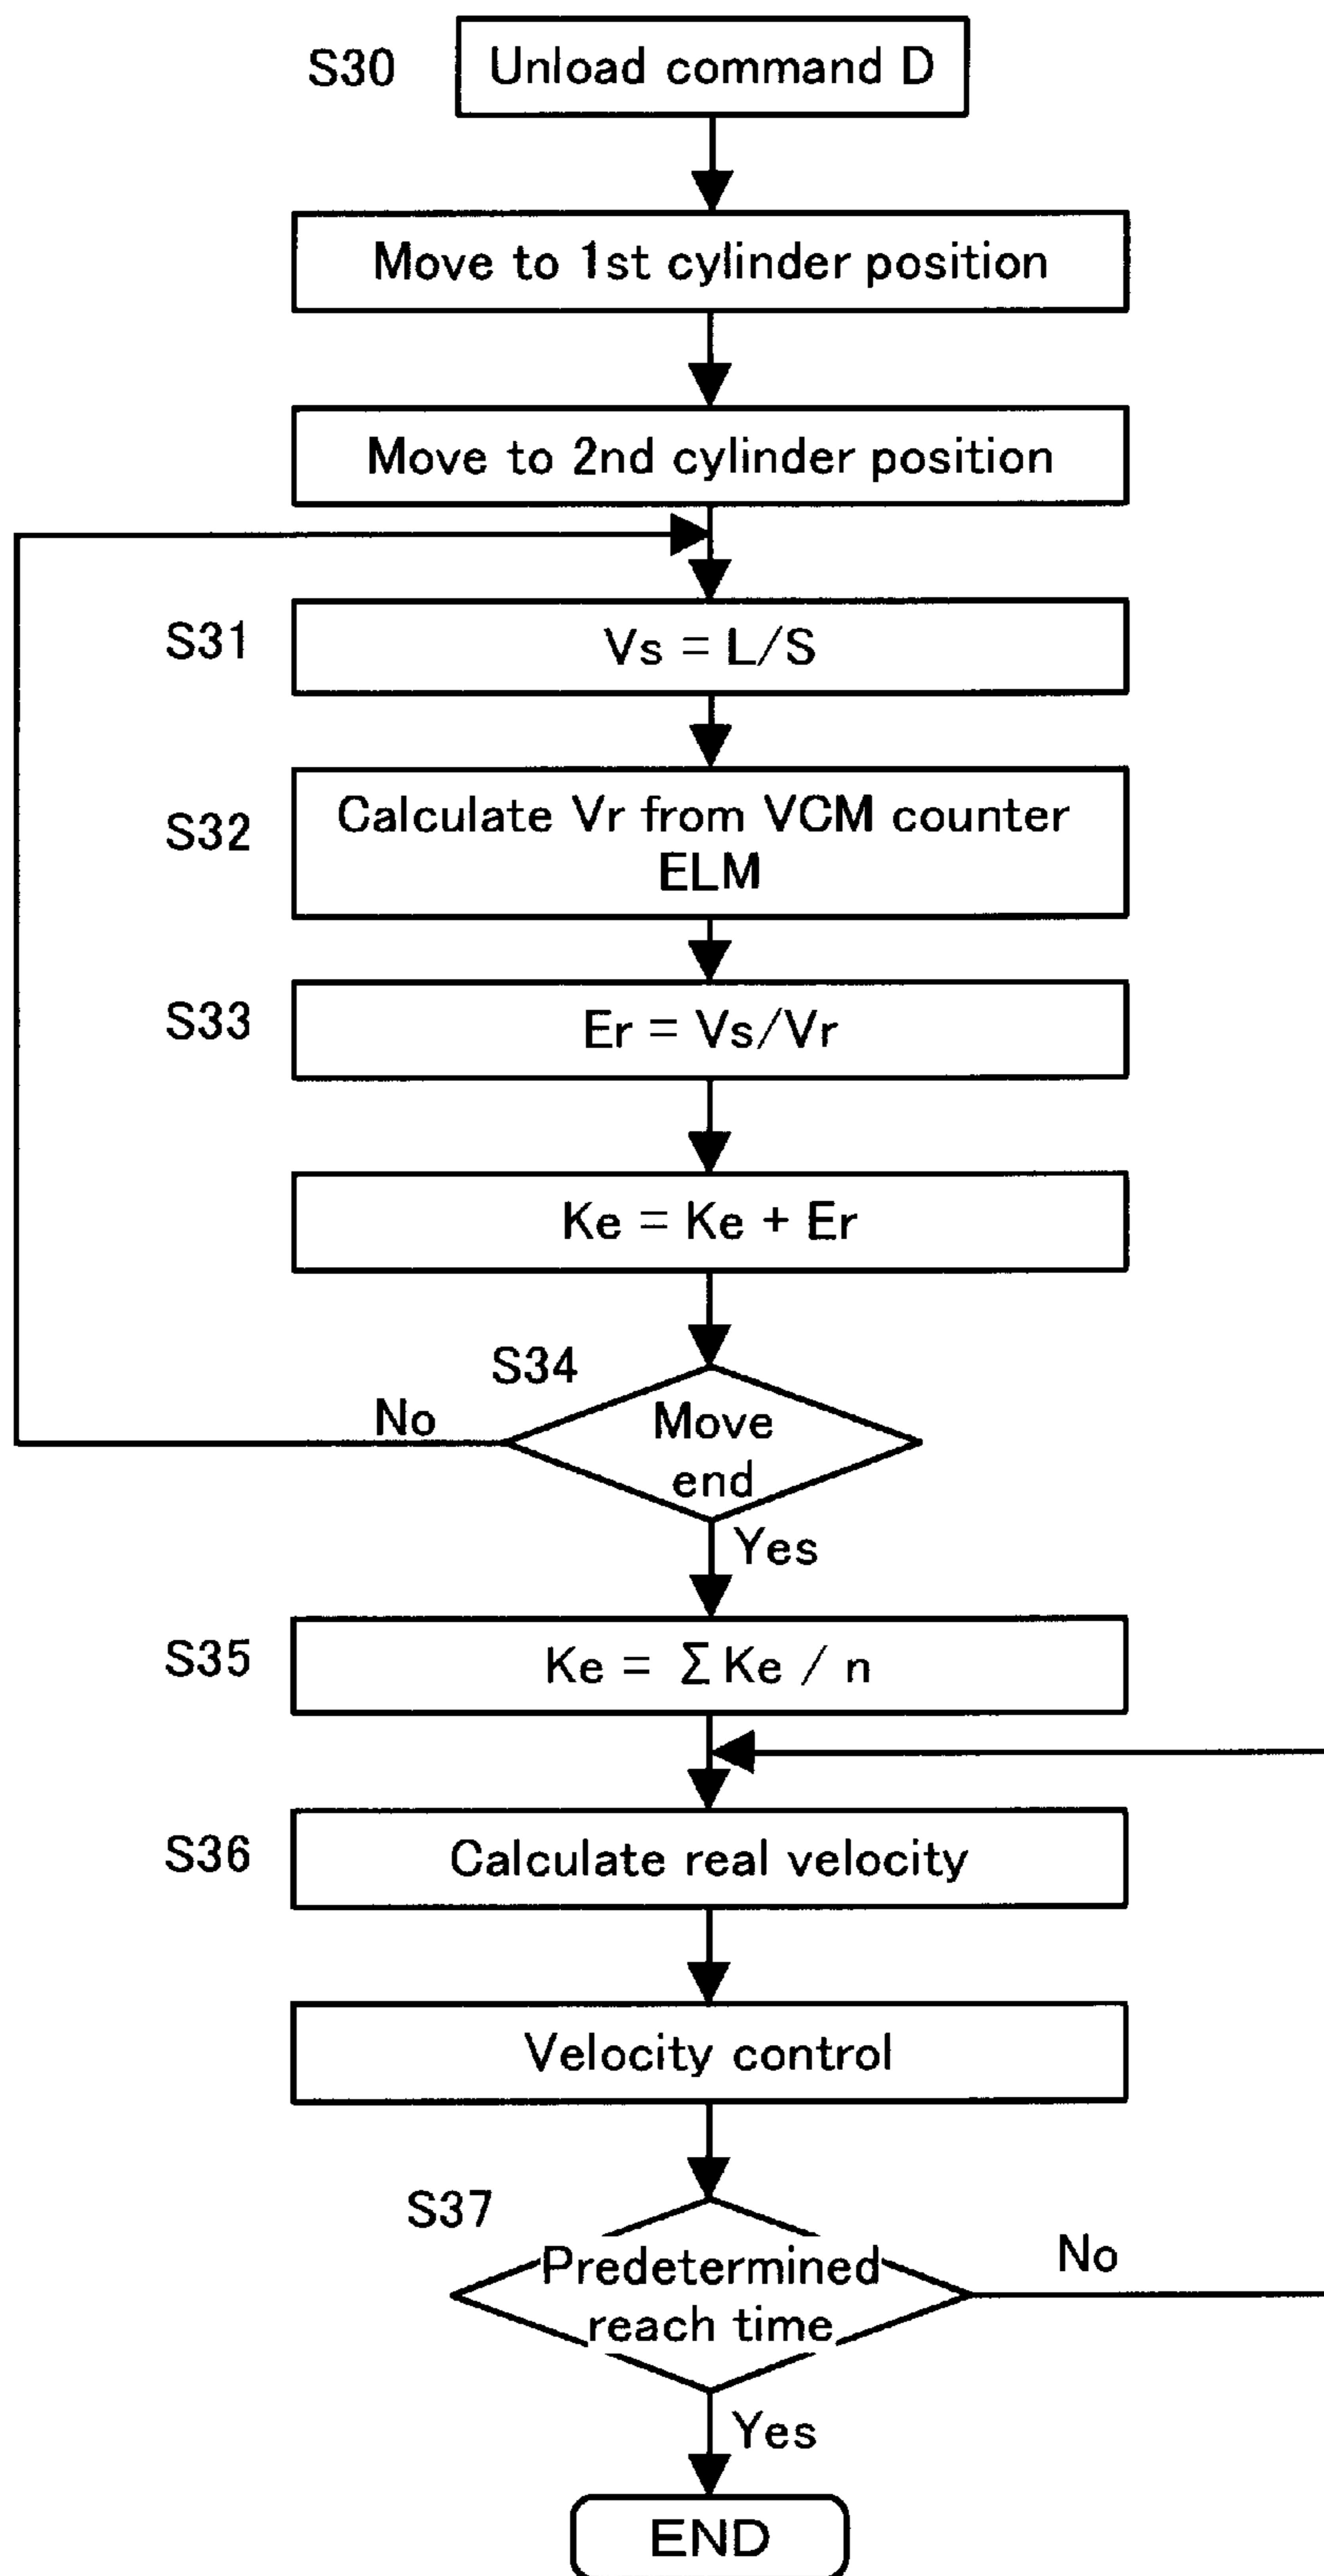 S30
Unload command D
Move to 1st cylinder position
Move to 2nd cylinder position
S31
Vs = L/S
S32
Calculate Vr from VCM counter
ELM
S33
Er = Vs/Vr
Ke = Ke + Er
S34
No
Move
end
Yes
S35
Ke = Σ Ke / n
S36
Calculate real velocity
Velocity control
S37
Predetermined
reach time
No
Yes
END